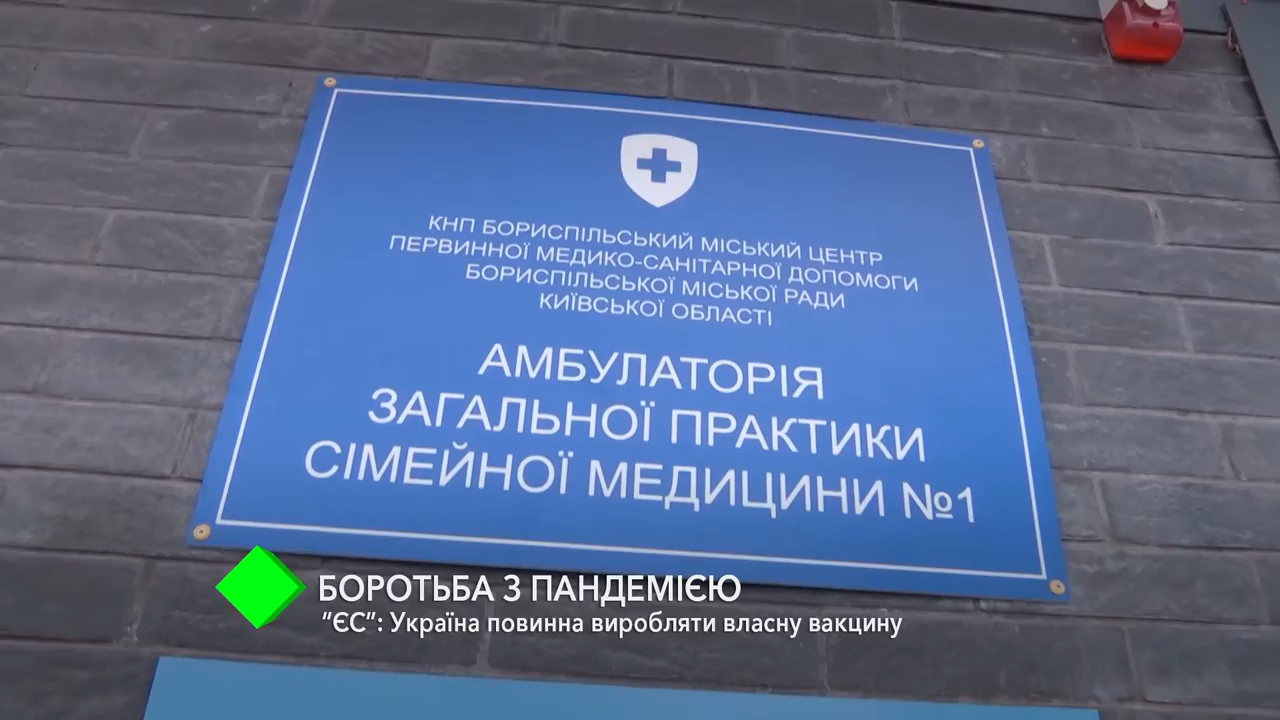 КНП БОРИСПІЛЬСЬКИЙ МІСЬКИЙ ЦЕНТР
ПЕРВИННОЇ МЕДИКО-САНІТАРНОЇ ДОПОМОГИ
БОРИСПІЛЬСЬКОЇ МІСЬКОЇ РАДИ
КИЇВСЬКОЇ ОБЛАСТІ
АМБУЛАТОРІЯ
ЗАГАЛЬНОЇ ПРАКТИКИ
СІМЕЙНОЇ МЕДИЦИНИ №1
БОРОТЬБА З ПАНДЕМІЄЮ
“ЄС”: Україна повинна виробляти власну вакцину